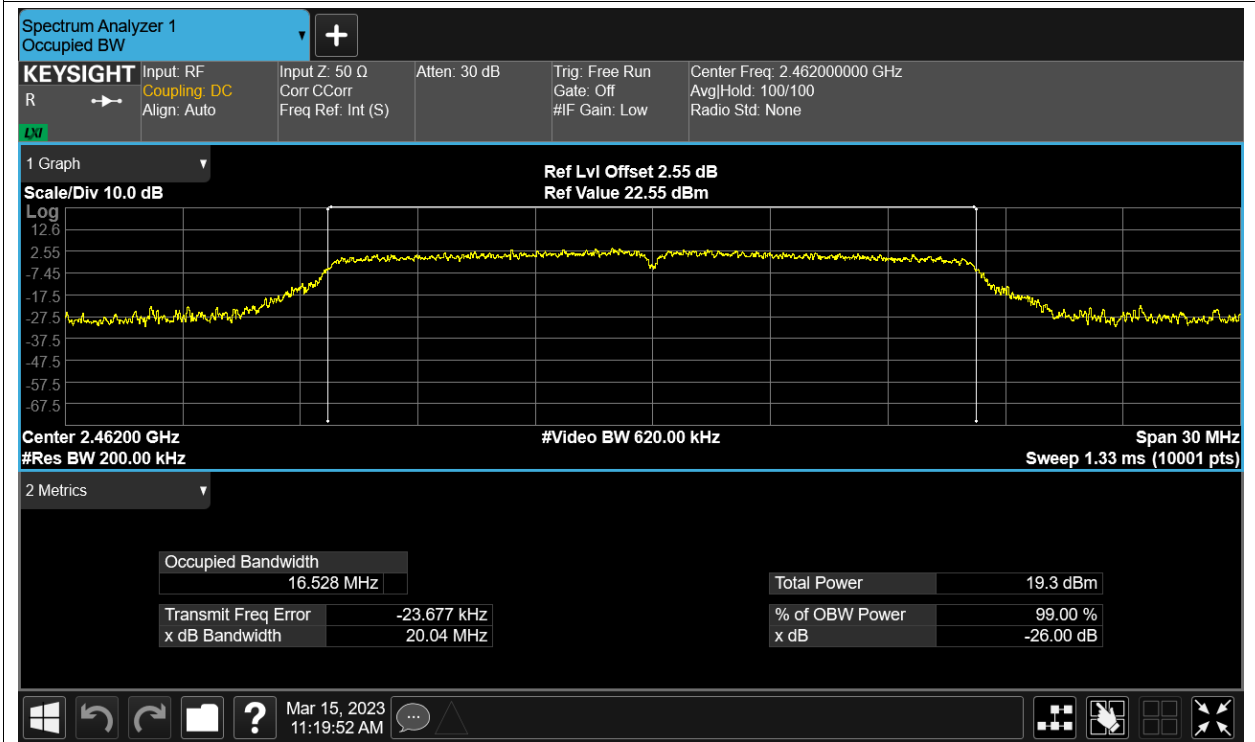 Spectrum Analyzer 1
Occupied BW
KEYSIGHT
R
LXI
Input: RF
Coupling: DC
Align: Auto
Input Z: 50 Ω
Corr CCorr
Freq Ref: Int (S)
Atten: 30 dB
Trig: Free Run
Gate: Off
#IF Gain: Low
Center Freq: 2.462000000 GHz
Avg|Hold: 100/100
Radio Std: None
1 Graph
Scale/Div 10.0 dB
Ref Lvl Offset 2.55 dB
Ref Value 22.55 dBm
Log
12.6
2.55
-7.45
-17.5
-27.5
-37.5
-47.5
-57.5
-67.5
Center 2.46200 GHz
#Video BW 620.00 kHz
Span 30 MHz
#Res BW 200.00 kHz
Sweep 1.33 ms (10001 pts)
2 Metrics
Occupied Bandwidth
16.528 MHz
Total Power 19.3 dBm
Transmit Freq Error -23.677 kHz
% of OBW Power 99.00 %
x dB Bandwidth 20.04 MHz
x dB -26.00 dB
?
Mar 15, 2023
11:19:52 AM